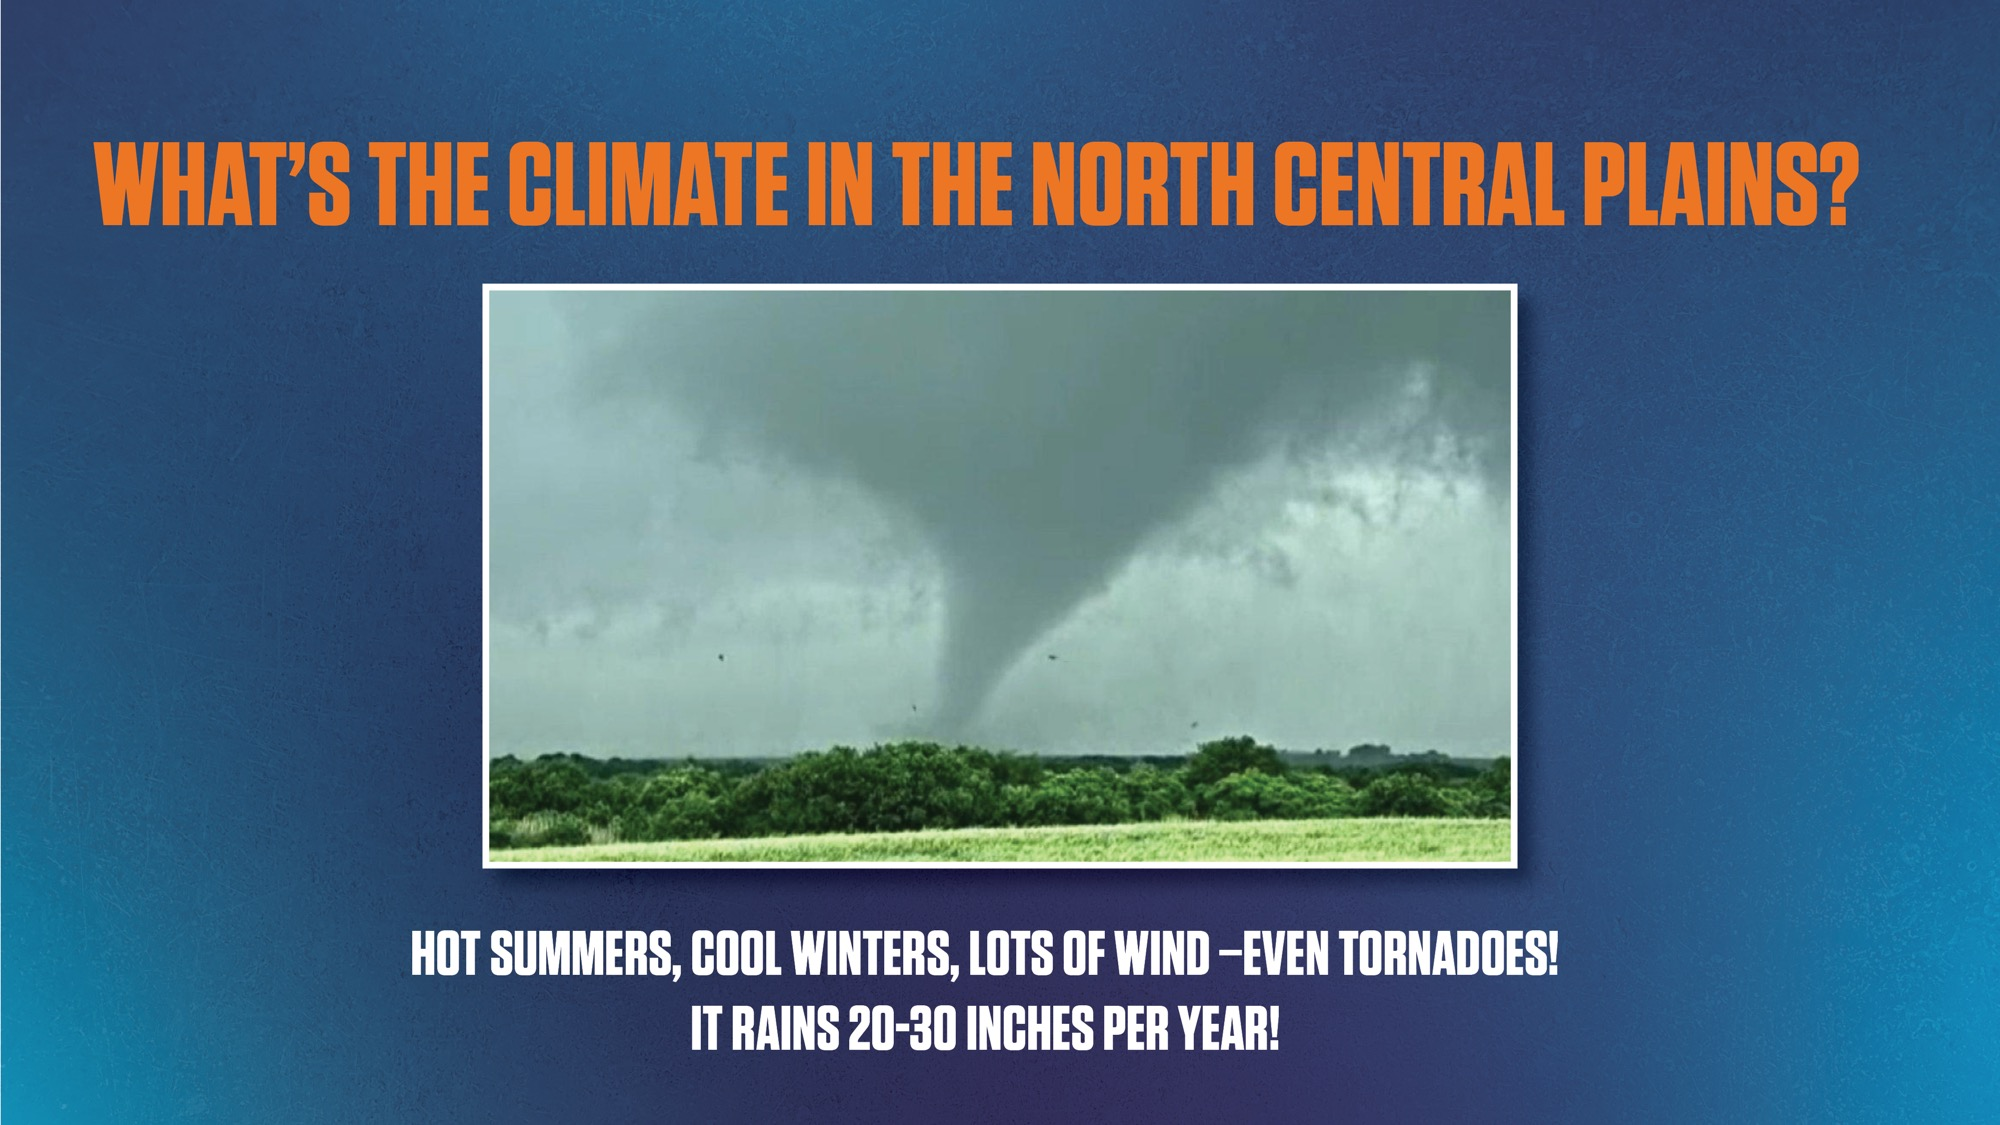 WHAT’S THE CLIMATE IN THE NORTH CENTRAL PLAINS?
HOT SUMMERS, COOL WINTERS, LOTS OF WIND –EVEN TORNADOES!
IT RAINS 20-30 INCHES PER YEAR!